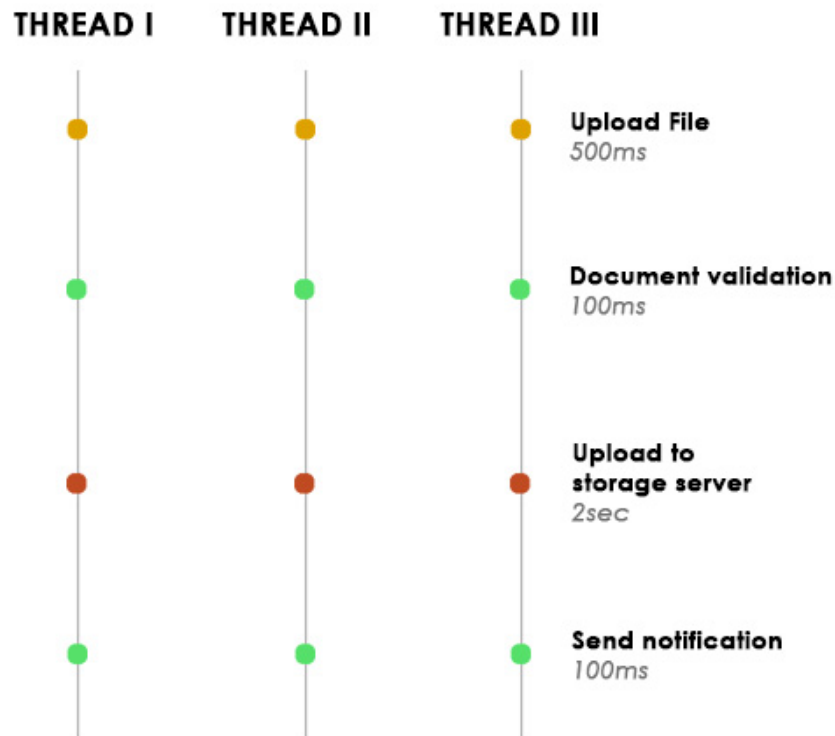 THREAD I THREAD II THREAD III
Upload File
500ms
Document validation
100ms
Upload to
storage server
2sec
Send notification
100ms